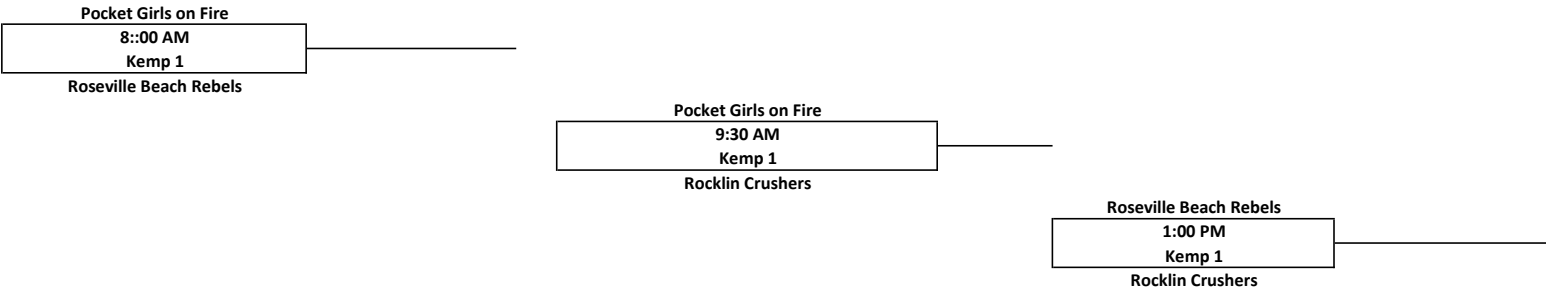 Pocket Girls on Fire
8::00 AM
Kemp 1
Roseville Beach Rebels
Pocket Girls on Fire
9:30 AM
Kemp 1
Rocklin Crushers
Roseville Beach Rebels
1:00 PM
Kemp 1
Rocklin Crushers